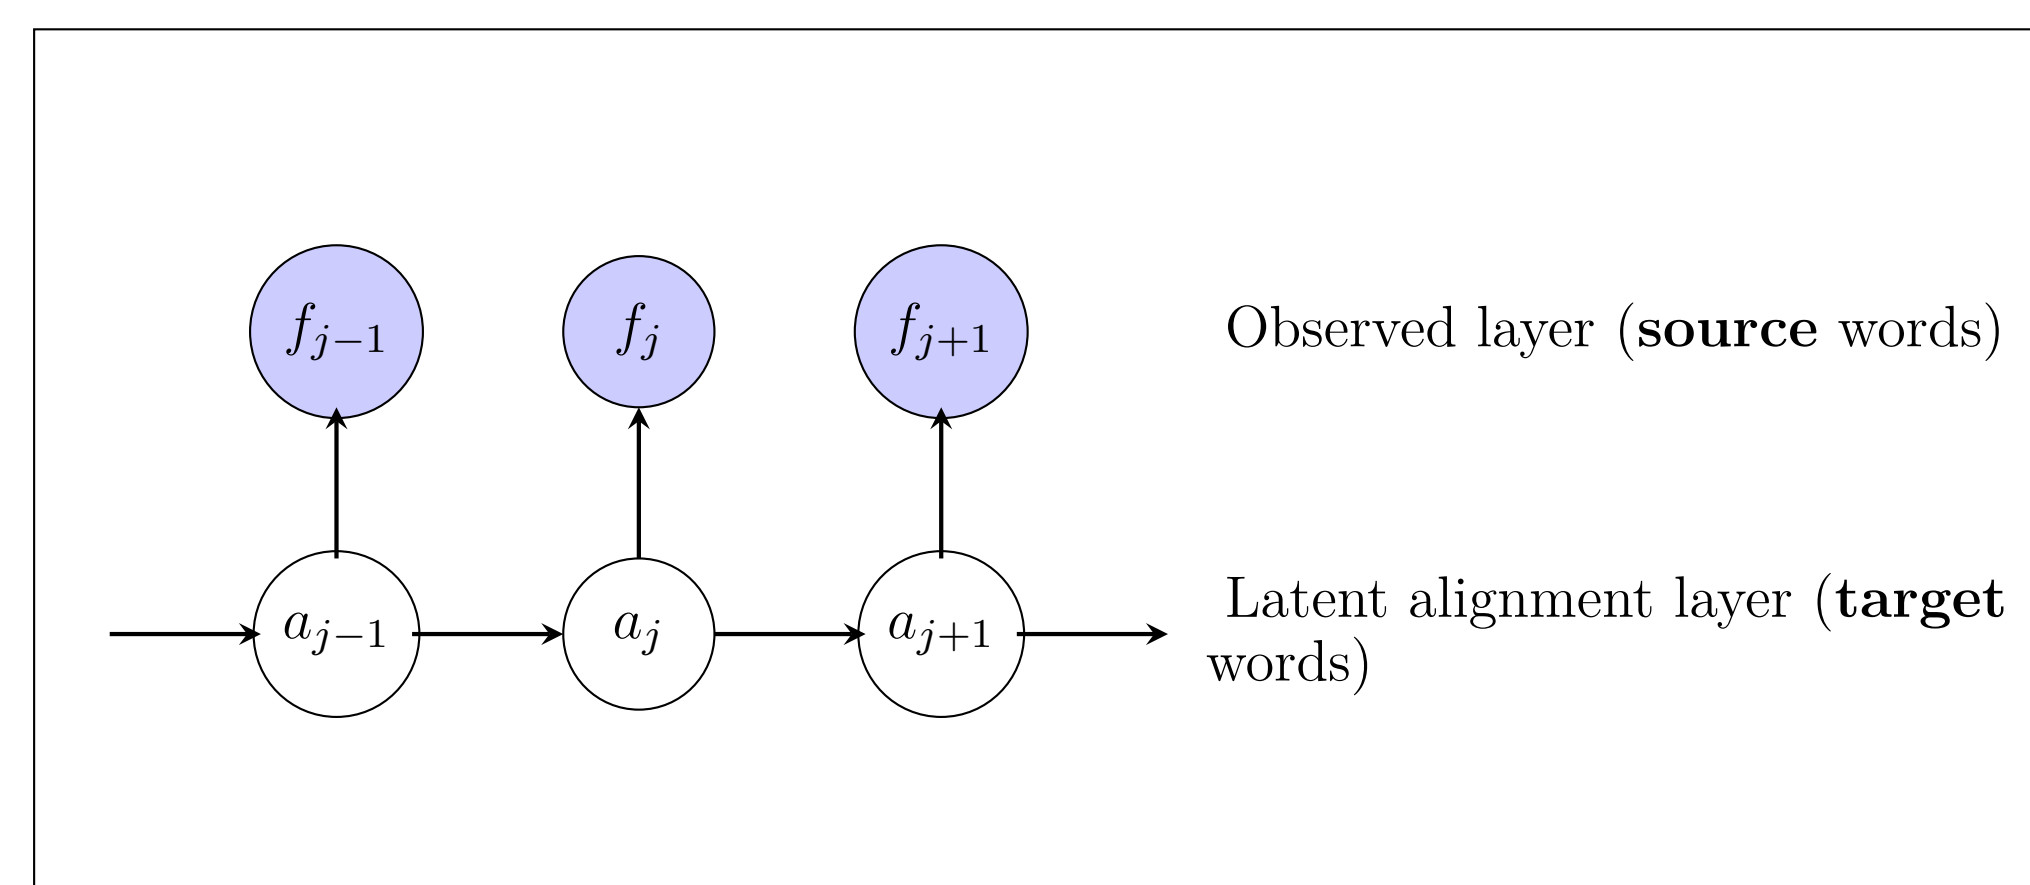 f_{j−1} f_j f_{j+1} Observed layer (source words)
a_{j−1} a_j a_{j+1} Latent alignment layer (target
words)